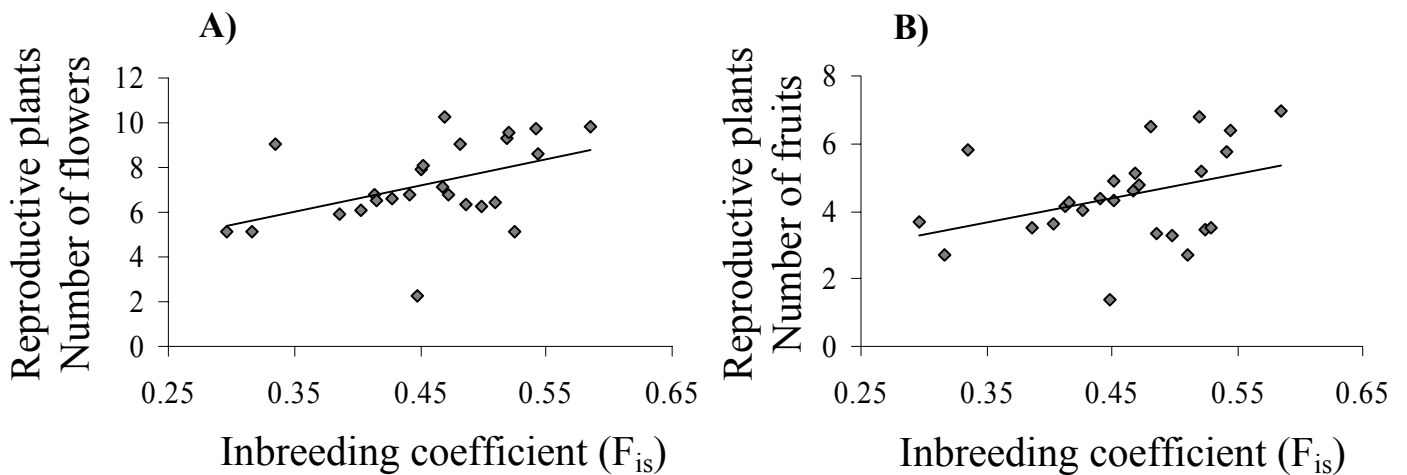 A)
Reproductive plants
Number of flowers
12
10
8
6
4
2
0
0.25 0.35 0.45 0.55 0.65
Inbreeding coefficient (Fis)
B)
Reproductive plants
Number of fruits
8
6
4
2
0
0.25 0.35 0.45 0.55 0.65
Inbreeding coefficient (Fis)